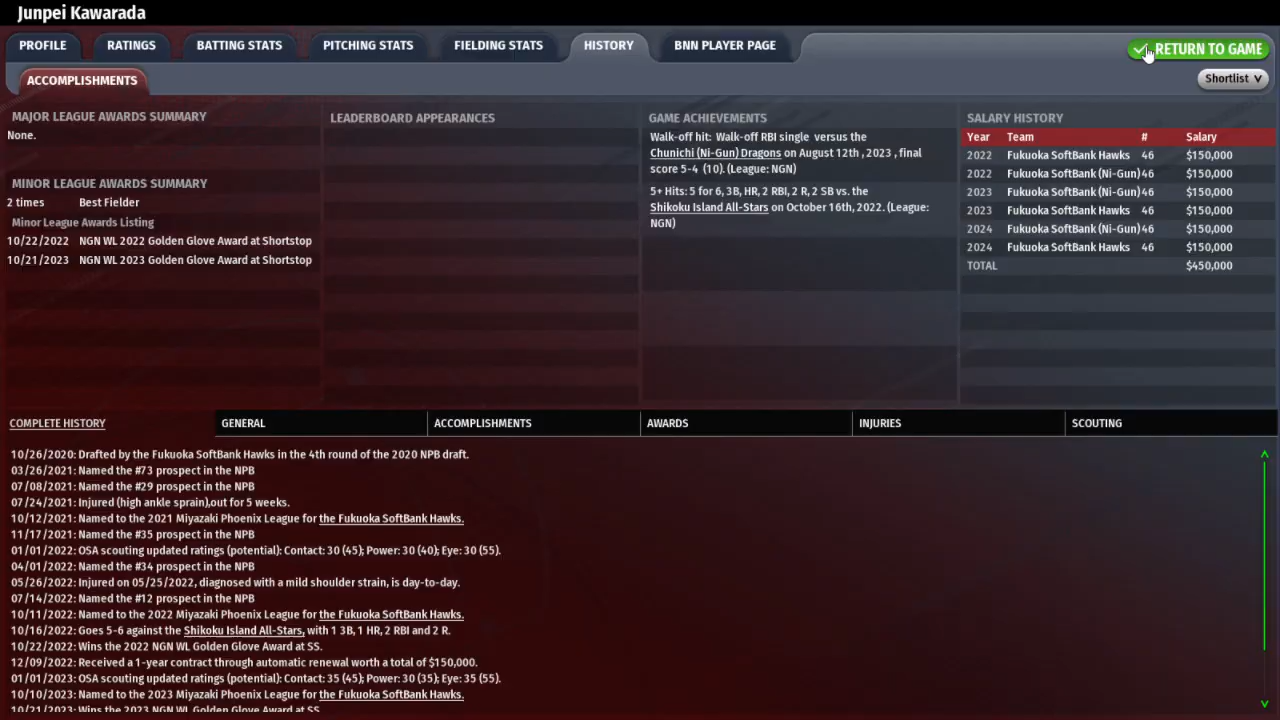 Junpei Kawarada
PROFILE
RATINGS
BATTING STATS
PITCHING STATS
FIELDING STATS
HISTORY
BNN PLAYER PAGE
RETURN TO GAME
ACCOMPLISHMENTS
Shortlist
MAJOR LEAGUE AWARDS SUMMARY
None.
MINOR LEAGUE AWARDS SUMMARY
2 times Best Fielder
Minor League Awards Listing
10/22/2022 NGN WL 2022 Golden Glove Award at Shortstop
10/21/2023 NGN WL 2023 Golden Glove Award at Shortstop
LEADERBOARD APPEARANCES
GAME ACHIEVEMENTS
Walk-off hit: Walk-off RBI single versus the
Chunichi (Ni-Gun) Dragons on August 12th , 2023 , final
score 5-4 (10). (League: NGN)
5+ Hits: 5 for 6, 3B, HR, 2 RBI, 2 R, 2 SB vs. the
Shikoku Island All-Stars on October 16th, 2022. (League:
NGN)
SALARY HISTORY
Year Team # Salary
2022 Fukuoka SoftBank Hawks 46 $150,000
2022 Fukuoka SoftBank (Ni-Gun) 46 $150,000
2023 Fukuoka SoftBank (Ni-Gun) 46 $150,000
2023 Fukuoka SoftBank Hawks 46 $150,000
2024 Fukuoka SoftBank (Ni-Gun) 46 $150,000
2024 Fukuoka SoftBank Hawks 46 $150,000
TOTAL $450,000
COMPLETE HISTORY
GENERAL
ACCOMPLISHMENTS
AWARDS
INJURIES
SCOUTING
10/26/2020: Drafted by the Fukuoka SoftBank Hawks in the 4th round of the 2020 NPB draft.
03/26/2021: Named the #73 prospect in the NPB
07/08/2021: Named the #29 prospect in the NPB
07/24/2021: Injured (high ankle sprain),out for 5 weeks.
10/12/2021: Named to the 2021 Miyazaki Phoenix League for the Fukuoka SoftBank Hawks.
11/17/2021: Named the #35 prospect in the NPB
01/01/2022: OSA scouting updated ratings (potential): Contact: 30 (45); Power: 30 (40); Eye: 30 (55).
04/01/2022: Named the #34 prospect in the NPB
05/26/2022: Injured on 05/25/2022, diagnosed with a mild shoulder strain, is day-to-day.
07/14/2022: Named the #12 prospect in the NPB
10/11/2022: Named to the 2022 Miyazaki Phoenix League for the Fukuoka SoftBank Hawks.
10/16/2022: Goes 5-6 against the Shikoku Island All-Stars, with 1 3B, 1 HR, 2 RBI and 2 R.
10/22/2022: Wins the 2022 NGN WL Golden Glove Award at SS.
12/09/2022: Received a 1-year contract through automatic renewal worth a total of $150,000.
01/01/2023: OSA scouting updated ratings (potential): Contact: 35 (45); Power: 30 (35); Eye: 35 (55).
10/10/2023: Named to the 2023 Miyazaki Phoenix League for the Fukuoka SoftBank Hawks.
10/21/2023: Wins the 2023 NGN WL Golden Glove Award at SS.